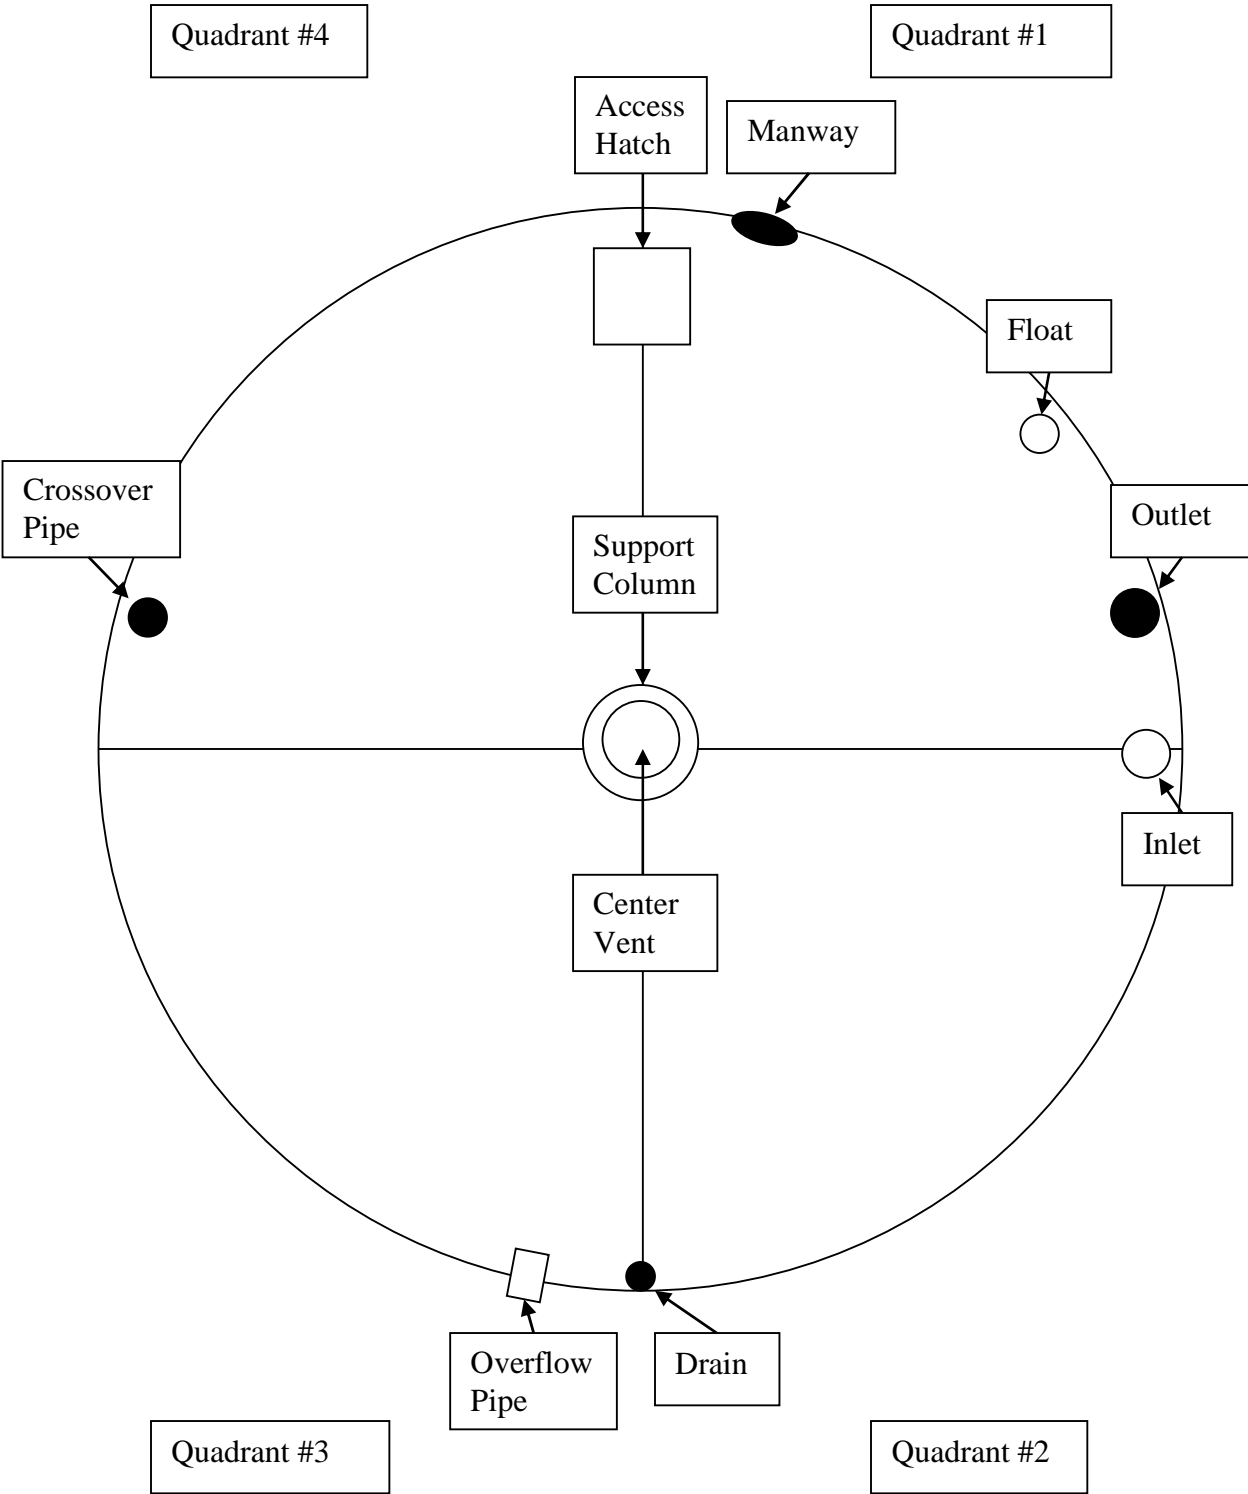 Quadrant #4
Quadrant #1
Access
Hatch
Manway
Float
Crossover
Pipe
Outlet
Support
Column
Inlet
Center
Vent
Overflow
Pipe
Drain
Quadrant #3
Quadrant #2